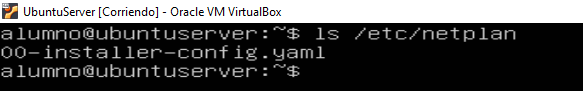 UbuntuServer [Corriendo] - Oracle VM VirtualBox
alumno@ubuntuserver:~$ ls /etc/netplan
00-installer-config.yaml
alumno@ubuntuserver:~$